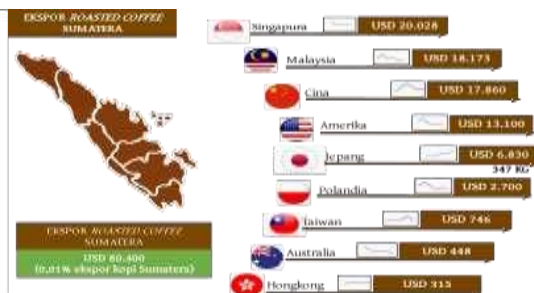 EKSPOR ROASTED COFFEE
SUMATERA
Singapura USD 20.028
Malaysia USD 18.173
Cina USD 17.860
Amerika USD 13.100
Jepang USD 6.830
347 KG
Polandia USD 2.700
Taiwan USD 746
Australia USD 448
Hongkong USD 315
EKSPOR ROASTED COFFEE
SUMATERA
USD 80.400
(0,01% ekspor kopi Sumatera)